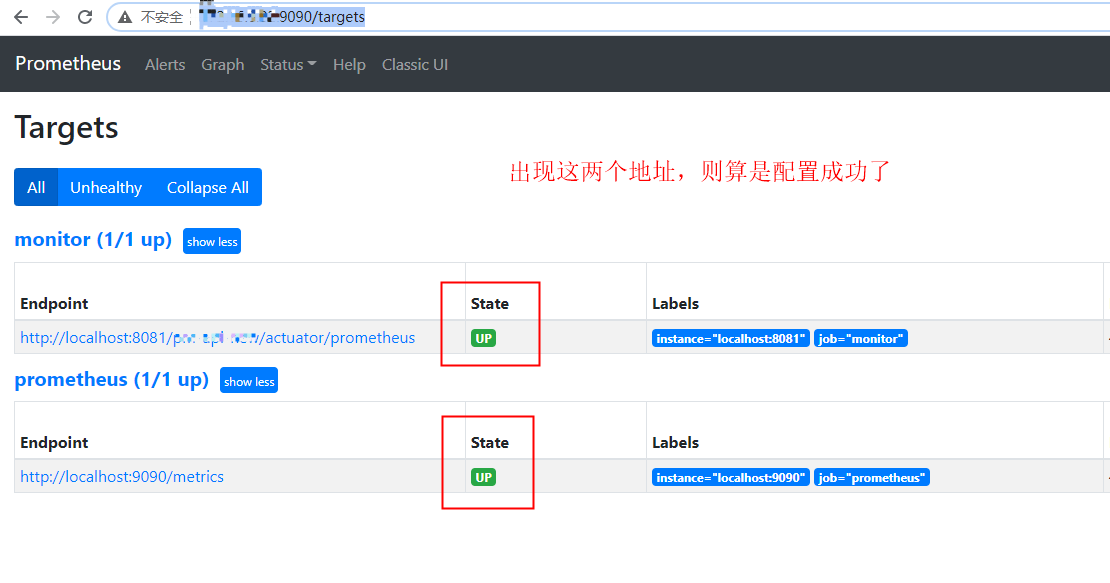 不安全 9090/targets
Prometheus Alerts Graph Status Help Classic UI
Targets
出现这两个地址，则算是配置成功了
All Unhealthy Collapse All
monitor (1/1 up) show less
Endpoint State Labels
http://localhost:8081/ /actuator/prometheus UP instance="localhost:8081" job="monitor"
prometheus (1/1 up) show less
Endpoint State Labels
http://localhost:9090/metrics UP instance="localhost:9090" job="prometheus"